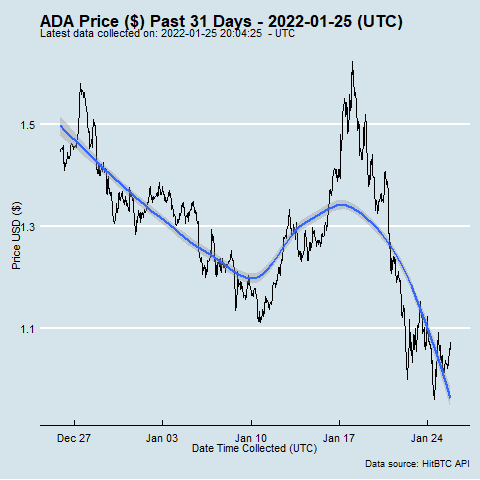 ADA Price ($) Past 31 Days - 2022-01-25 (UTC)
Latest data collected on: 2022-01-25 20:04:25  - UTC
1.5
1.3
1.1
Price USD ($)
Dec 27 Jan 03 Jan 10 Jan 17 Jan 24
Date Time Collected (UTC)
Data source: HitBTC API